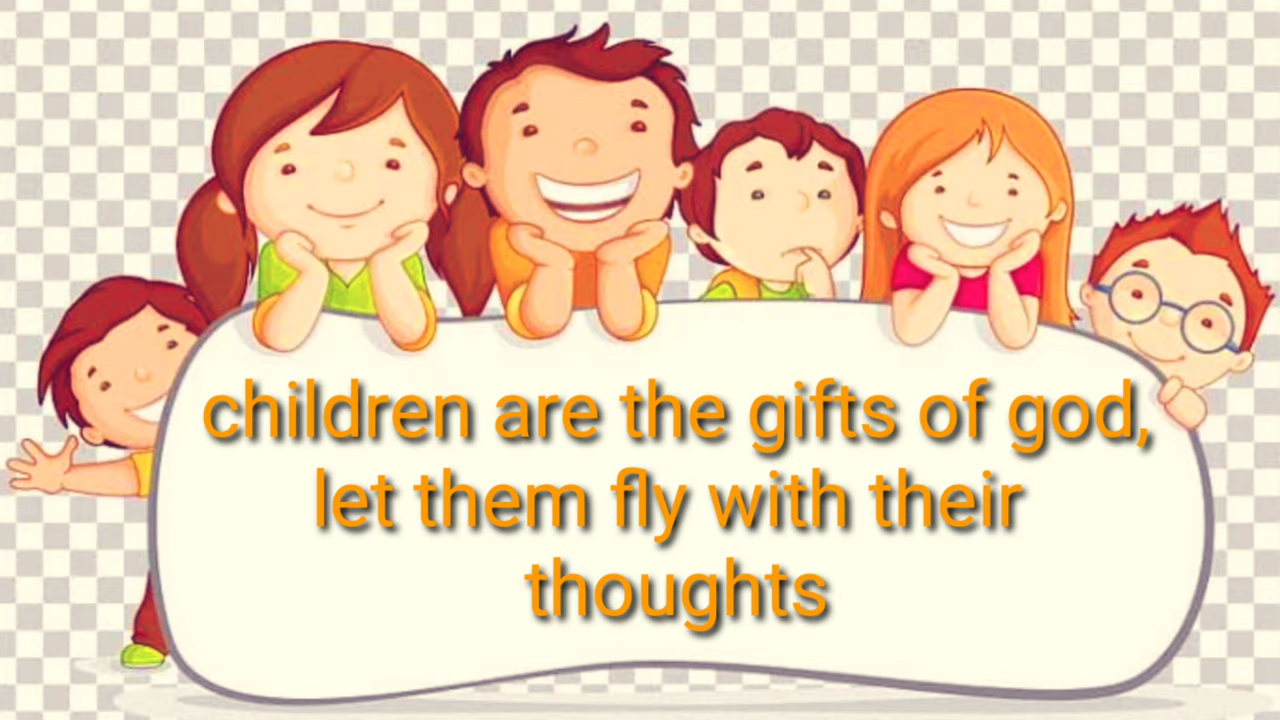 children are the gifts of god,
let them fly with their
thoughts